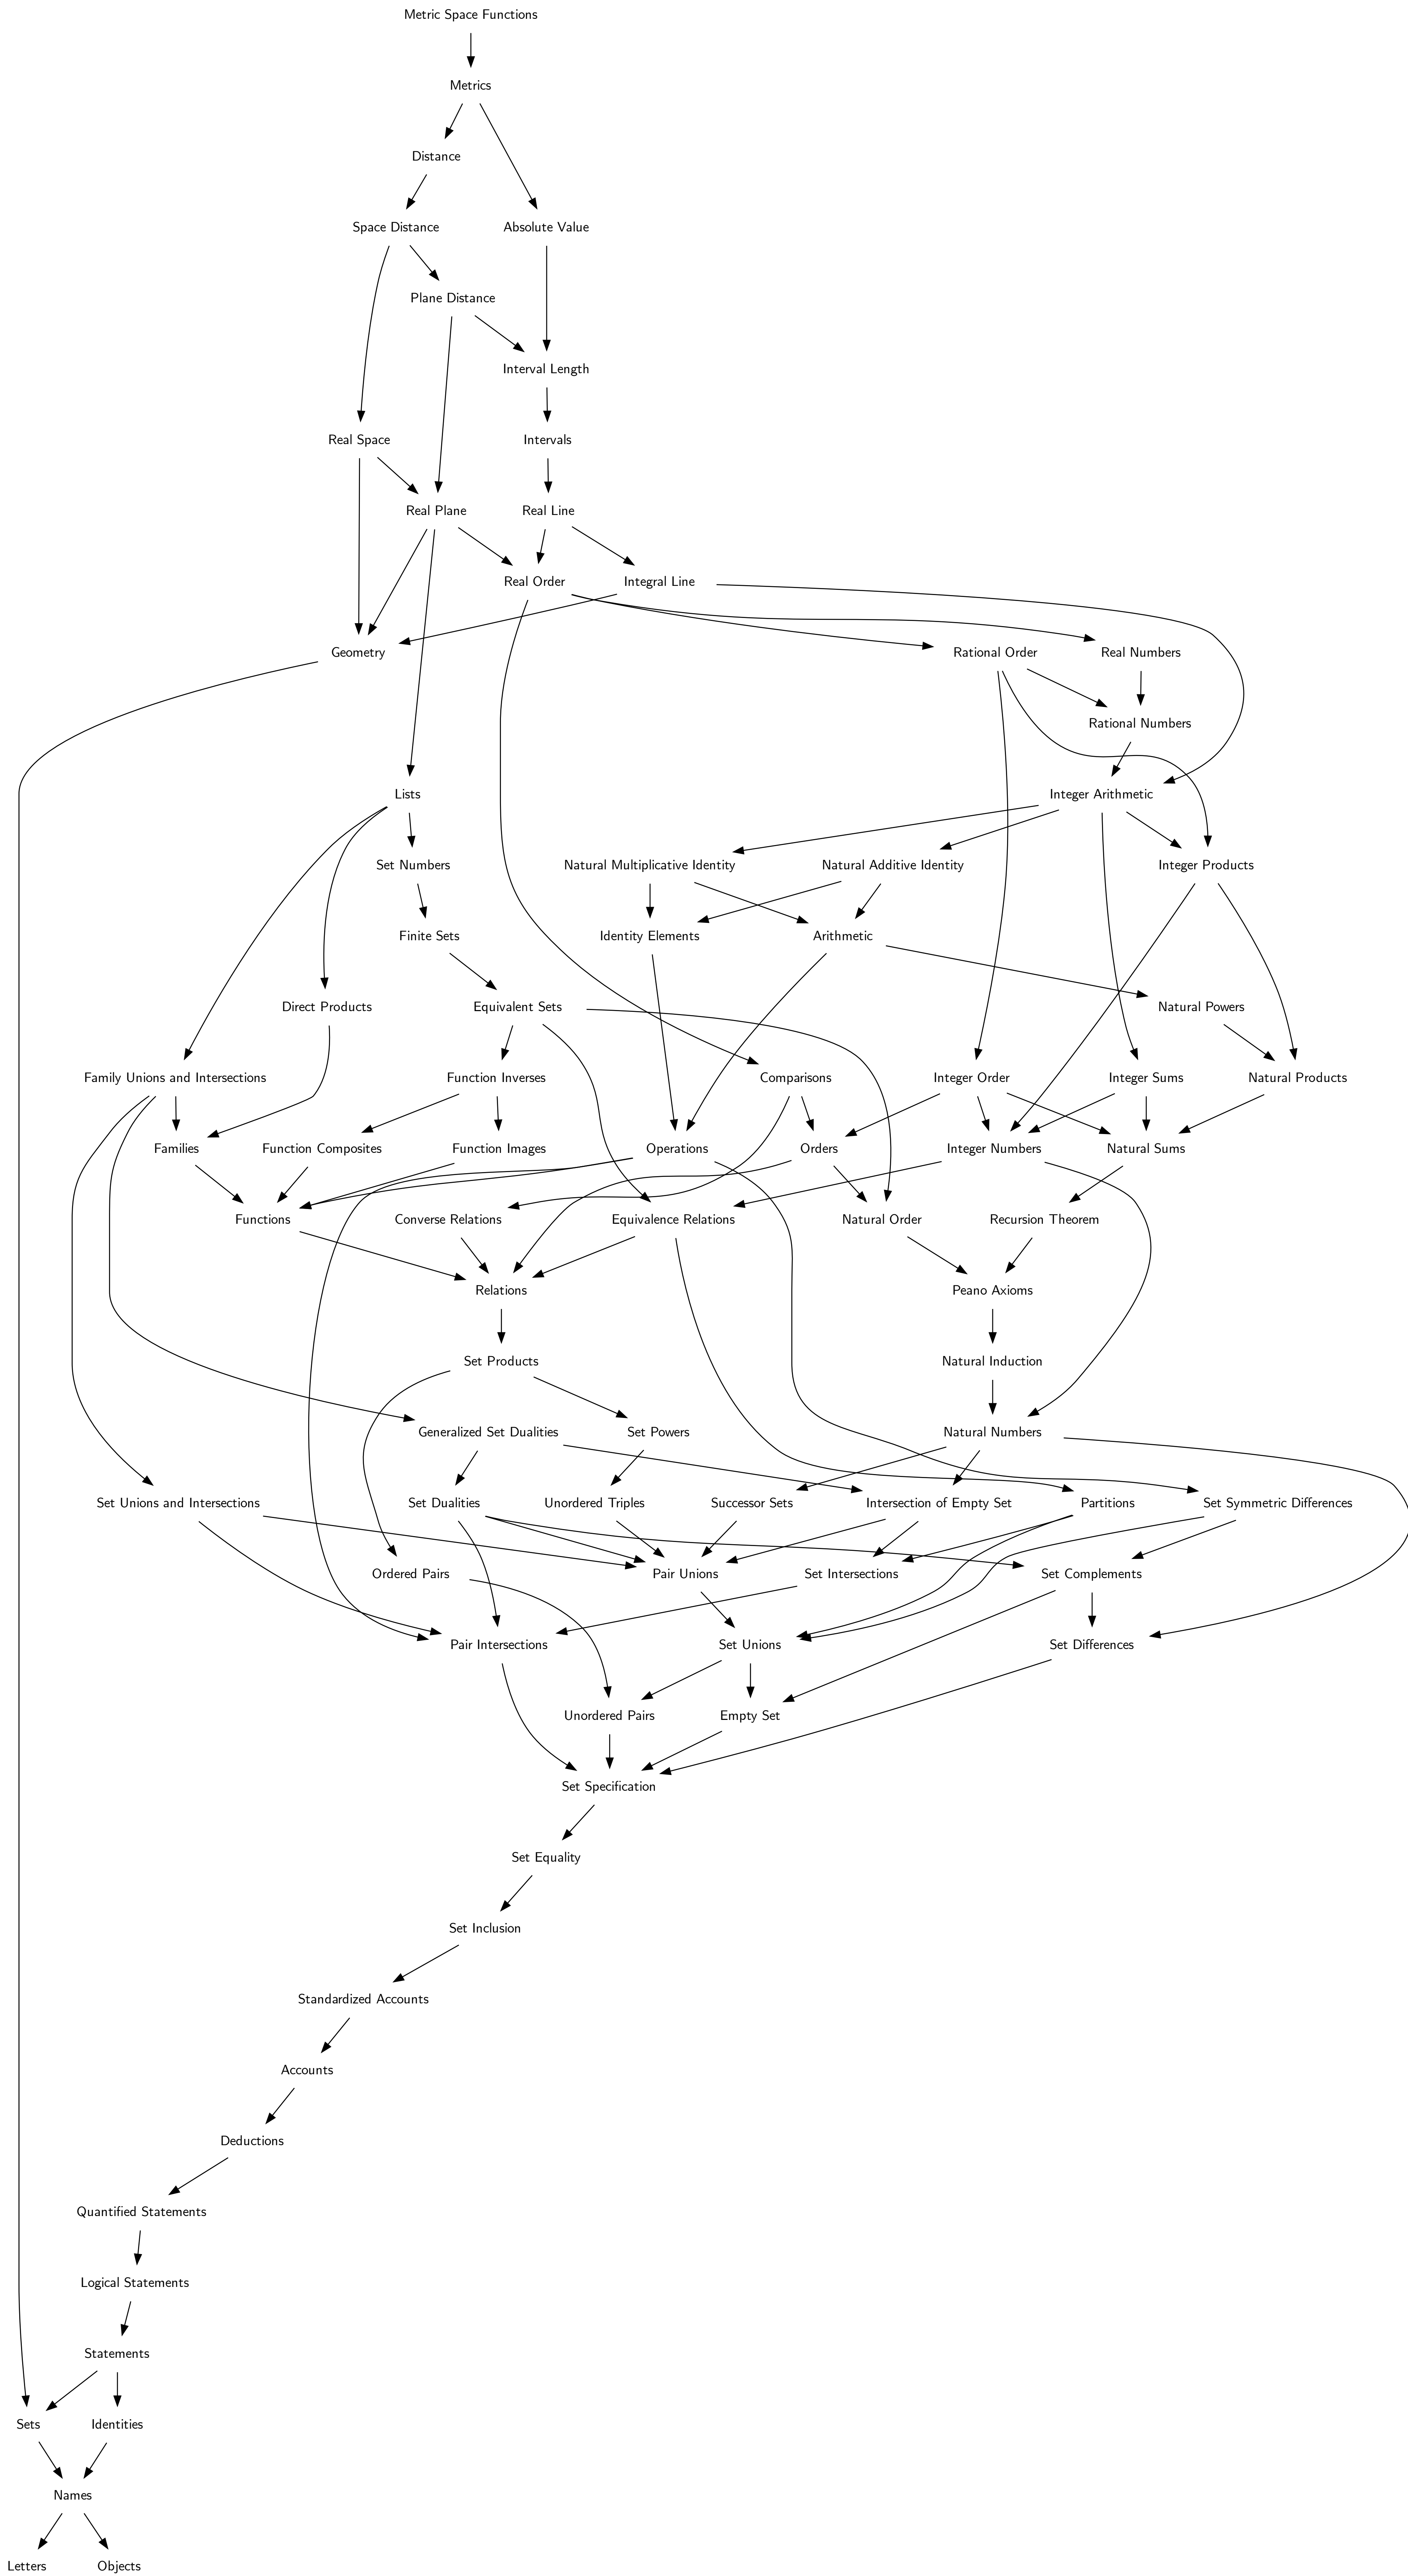 Metric Space Functions
Metrics
Distance
Space Distance
Absolute Value
Plane Distance
Interval Length
Real Space
Intervals
Real Plane
Real Line
Real Order
Integral Line
Geometry
Rational Order
Real Numbers
Rational Numbers
Lists
Integer Arithmetic
Set Numbers
Natural Multiplicative Identity
Natural Additive Identity
Integer Products
Finite Sets
Identity Elements
Arithmetic
Direct Products
Equivalent Sets
Natural Powers
Family Unions and Intersections
Function Inverses
Comparisons
Integer Order
Integer Sums
Natural Products
Families
Function Composites
Function Images
Operations
Orders
Integer Numbers
Natural Sums
Functions
Converse Relations
Equivalence Relations
Natural Order
Recursion Theorem
Relations
Peano Axioms
Set Products
Natural Induction
Generalized Set Dualities
Set Powers
Natural Numbers
Set Unions and Intersections
Set Dualities
Unordered Triples
Successor Sets
Intersection of Empty Set
Partitions
Set Symmetric Differences
Ordered Pairs
Pair Unions
Set Intersections
Set Complements
Pair Intersections
Set Unions
Set Differences
Unordered Pairs
Empty Set
Set Specification
Set Equality
Set Inclusion
Standardized Accounts
Accounts
Deductions
Quantified Statements
Logical Statements
Statements
Sets
Identities
Names
Letters
Objects